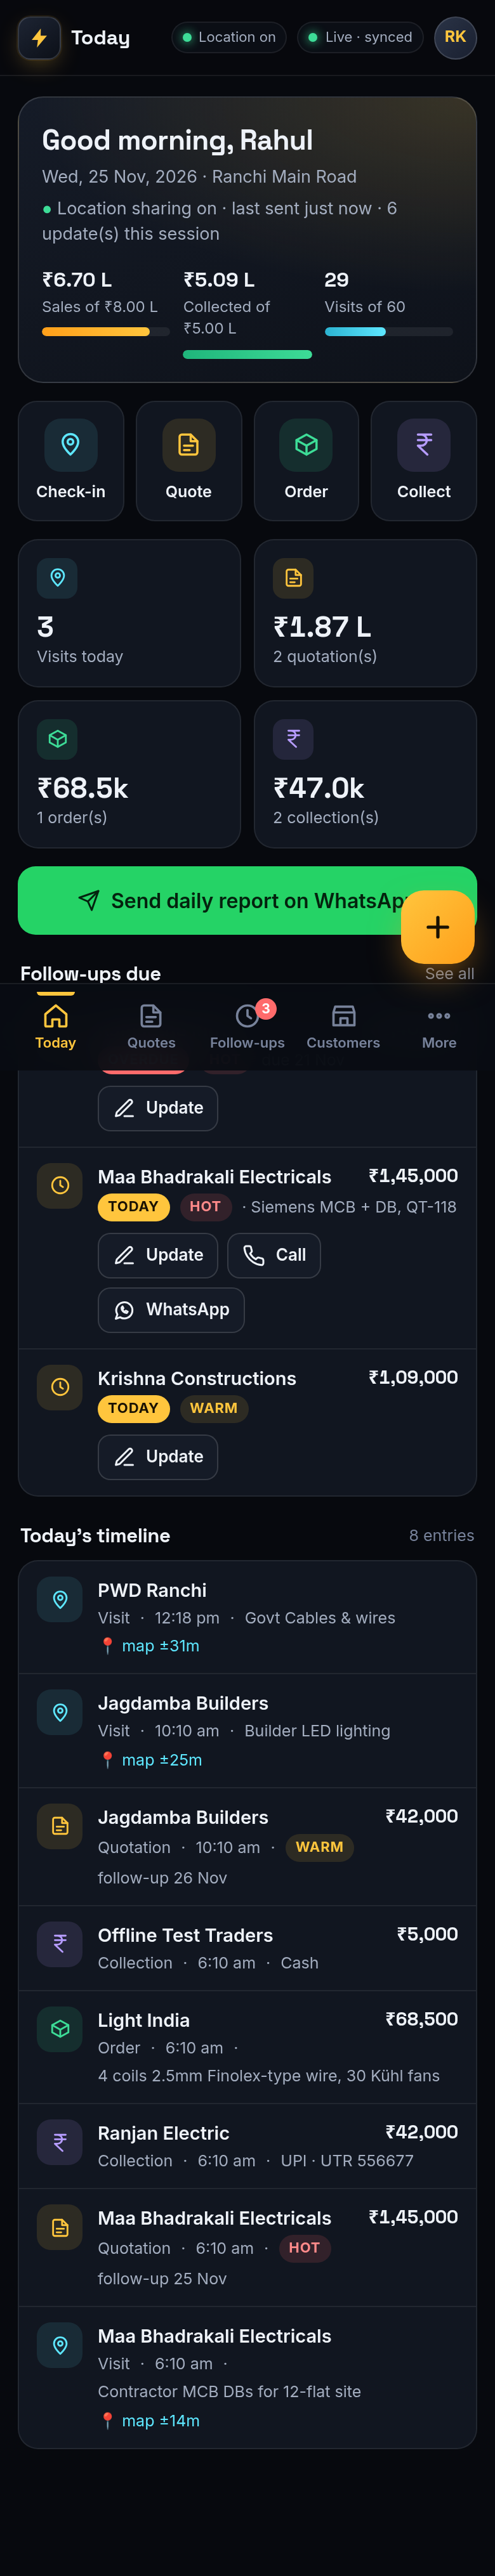 Today
Location on
Live · synced
RK
Good morning, Rahul
Wed, 25 Nov, 2026 · Ranchi Main Road
● Location sharing on · last sent just now · 6
update(s) this session
₹6.70 L
Sales of ₹8.00 L
₹5.09 L
Collected of
₹5.00 L
29
Visits of 60
Check-in
Quote
Order
₹
Collect
3
Visits today
₹1.87 L
2 quotation(s)
₹68.5k
1 order(s)
₹
₹47.0k
2 collection(s)
Send daily report on WhatsAp
+
Follow-ups due
See all
Today
Quotes
3
Follow-ups
Customers
More
Update
Maa Bhadrakali Electricals
₹1,45,000
TODAY HOT · Siemens MCB + DB, QT-118
Update
Call
WhatsApp
Krishna Constructions
₹1,09,000
TODAY WARM
Update
Today's timeline
8 entries
PWD Ranchi
Visit · 12:18 pm · Govt Cables & wires
📍 map ±31m
Jagdamba Builders
Visit · 10:10 am · Builder LED lighting
📍 map ±25m
Jagdamba Builders
₹42,000
Quotation · 10:10 am · WARM
follow-up 26 Nov
₹
Offline Test Traders
₹5,000
Collection · 6:10 am · Cash
Light India
₹68,500
Order · 6:10 am ·
4 coils 2.5mm Finolex-type wire, 30 Kühl fans
₹
Ranjan Electric
₹42,000
Collection · 6:10 am · UPI · UTR 556677
Maa Bhadrakali Electricals
₹1,45,000
Quotation · 6:10 am · HOT
follow-up 25 Nov
Maa Bhadrakali Electricals
Visit · 6:10 am ·
Contractor MCB DBs for 12-flat site
📍 map ±14m